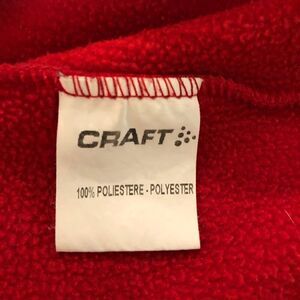 CRAFT
100% POLIESTERE - POLYESTER